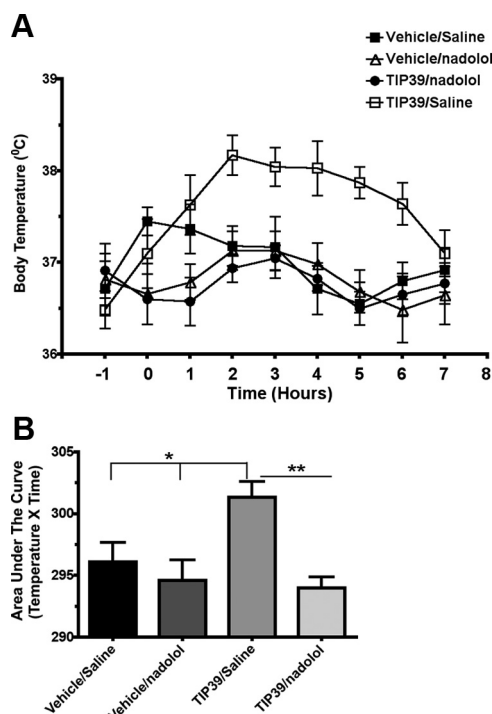 A
Vehicle/Saline
Vehicle/nadolol
TIP39/nadolol
TIP39/Saline
Body Temperature (⁰C)
39
38
37
36
-1 0 1 2 3 4 5 6 7 8
Time (Hours)
B
Area Under The Curve
(Temperature X Time)
305
300
295
290
* **
Vehicle/Saline
Vehicle/nadolol
TIP39/Saline
TIP39/nadolol